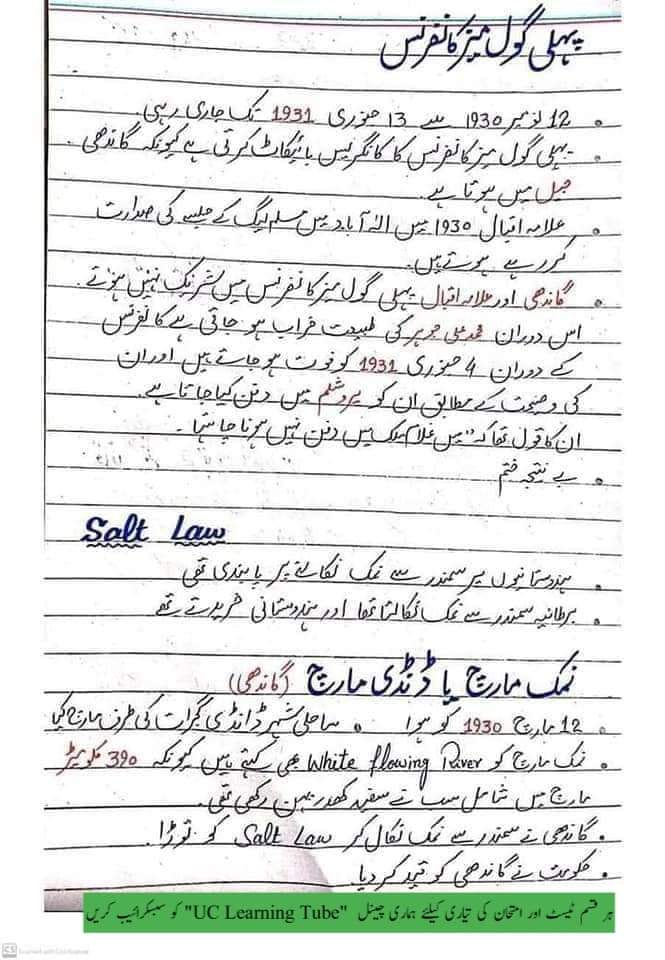 پہلی گول میز کانفرنس
• 12 نومبر 1930 سے 13 جنوری 1931 تک جاری رہی.
• پہلی گول میز کانفرنس کا کانگریس بائیکاٹ کرتی ہے کیونکہ گاندھی
جیل میں ہوتا ہے.
• علامہ اقبال 1930 میں الہ آباد میں مسلم لیگ کے جلسے کی صدارت
کر رہے ہوتے ہیں.
• گاندھی اور علامہ اقبال پہلی گول میز کانفرنس میں شریک نہیں ہوتے.
اس دوران محمد علی جوہر کی طبیعت خراب ہو جاتی ہے کانفرنس
کے دوران 4 جنوری 1931 کو فوت ہو جاتے ہیں اور ان
کی وصیت کے مطابق ان کو یروشلم میں دفن کیا جاتا ہے.
ان کا قول تھا کہ "میں غلام ملک میں دفن نہیں ہونا چاہتا.
• بے نتیجہ ختم
Salt Law
• ہندوستانیوں پر سمندر سے نمک نکالنے پر پابندی تھی
• برطانیہ سمندر سے نمک نکالتا تھا اور ہندوستانی خریدتے تھے
نمک مارچ یا ڈنڈی مارچ (گاندھی)
• 12 مارچ 1930 کو ہوا • ساحلی شہر ڈانڈی گجرات کی طرف مارچ کیا
• نمک مارچ کو White flowing River بھی کہتے ہیں کیونکہ 390 کلومیٹر
مارچ میں شامل سب نے سفید کھدر پہن رکھی تھی.
• گاندھی نے سمندر سے نمک نکال کر Salt Law کو توڑا.
• حکومت نے گاندھی کو قید کر دیا
ہر قسم ٹیسٹ اور امتحان کی تیاری کیلئے ہماری چینل "UC Learning Tube" کو سبسکرائیب کریں
CS Scanned with CamScanner